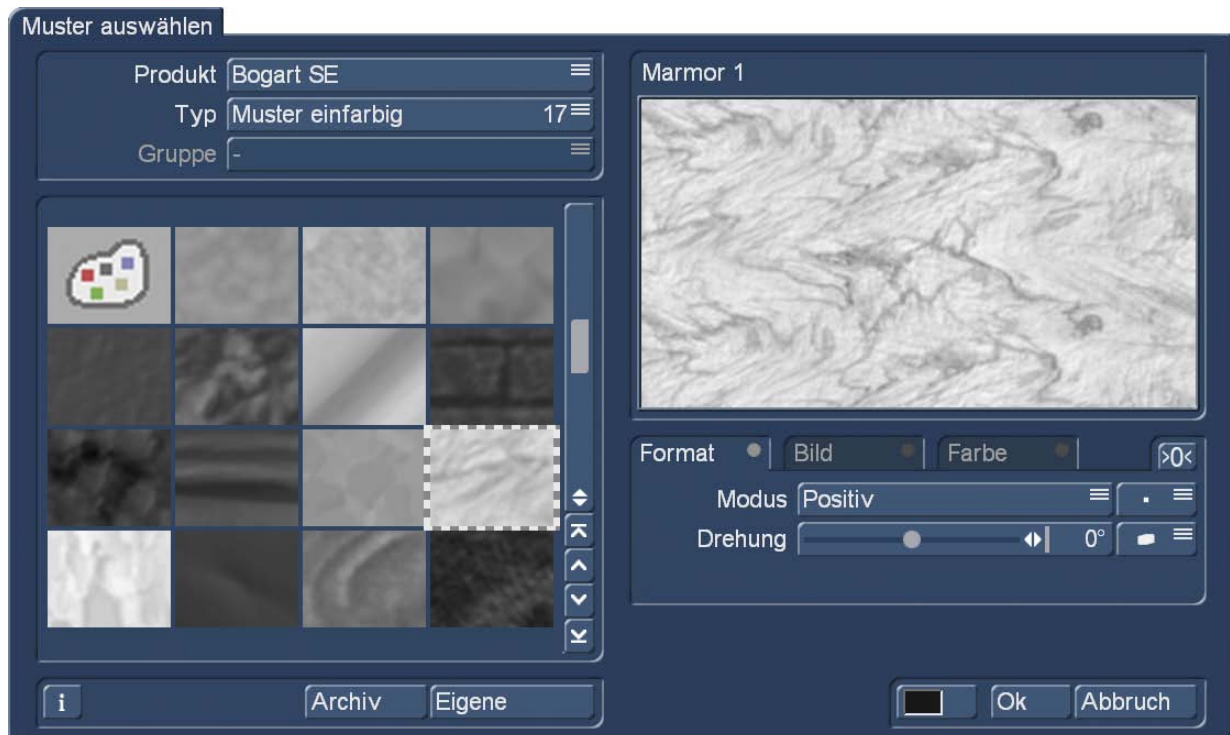 Muster auswählen
Produkt Bogart SE
Typ Muster einfarbig 17
Gruppe -
Marmor 1
Format Bild Farbe >0<
Modus Positiv
Drehung 0°
i Archiv Eigene
Ok Abbruch